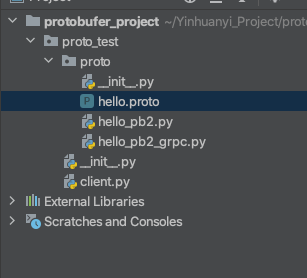 Project
protobufer_project ~/Yinhuanyi_Project/proto
proto_test
proto
__init__.py
P hello.proto
hello_pb2.py
hello_pb2_grpc.py
__init__.py
client.py
External Libraries
Scratches and Consoles